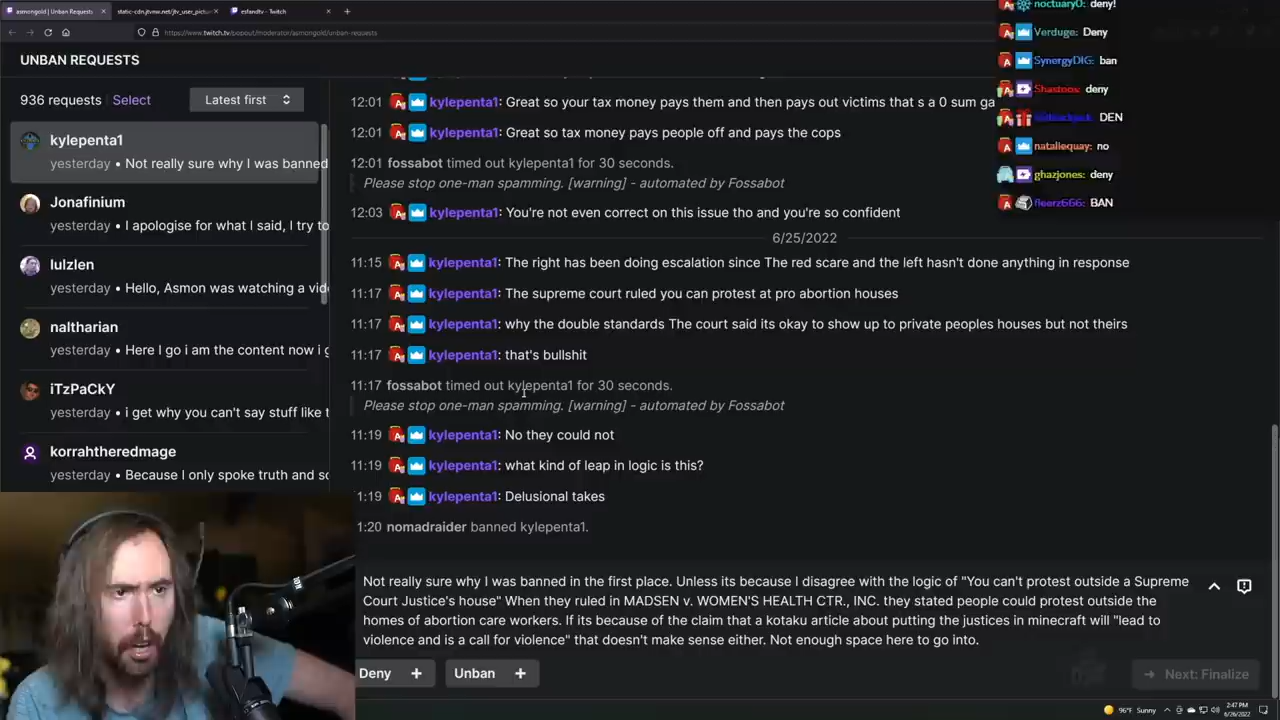 asmongold | Unban Requests
static-cdn.jtvnw.net/jtv_user_pictur
esfandtv - Twitch
https://www.twitch.tv/popout/moderator/asmongold/unban-requests
UNBAN REQUESTS
936 requests Select Latest first
kylepenta1
yesterday • Not really sure why I was banned
Jonafinium
yesterday • I apologise for what I said, I try to
lulzlen
yesterday • Hello, Asmon was watching a vid
naltharian
yesterday • Here I go i am the content now i g
iTzPaCkY
yesterday • i get why you can't say stuff like t
korrahtheredmage
yesterday • Because I only spoke truth and so
12:01 kylepenta1: Great so your tax money pays them and then pays out victims that s a 0 sum ga
12:01 kylepenta1: Great so tax money pays people off and pays the cops
12:01 fossabot timed out kylepenta1 for 30 seconds.
Please stop one-man spamming. [warning] - automated by Fossabot
12:03 kylepenta1: You're not even correct on this issue tho and you're so confident
6/25/2022
11:15 kylepenta1: The right has been doing escalation since The red scare and the left hasn't done anything in response
11:17 kylepenta1: The supreme court ruled you can protest at pro abortion houses
11:17 kylepenta1: why the double standards The court said its okay to show up to private peoples houses but not theirs
11:17 kylepenta1: that's bullshit
11:17 fossabot timed out kylepenta1 for 30 seconds.
Please stop one-man spamming. [warning] - automated by Fossabot
11:19 kylepenta1: No they could not
11:19 kylepenta1: what kind of leap in logic is this?
1:19 kylepenta1: Delusional takes
1:20 nomadraider banned kylepenta1.
Not really sure why I was banned in the first place. Unless its because I disagree with the logic of "You can't protest outside a Supreme
Court Justice's house" When they ruled in MADSEN v. WOMEN'S HEALTH CTR., INC. they stated people could protest outside the
homes of abortion care workers. If its because of the claim that a kotaku article about putting the justices in minecraft will "lead to
violence and is a call for violence" that doesn't make sense either. Not enough space here to go into.
Deny + Unban +
Next: Finalize
noctuary0: deny!
Verduge: Deny
SynergyDIG: ban
Shastoos: deny
DEN
nataliequay: no
ghazjones: deny
fleerz666: BAN
96°F Sunny
2:47 PM
6/26/2022